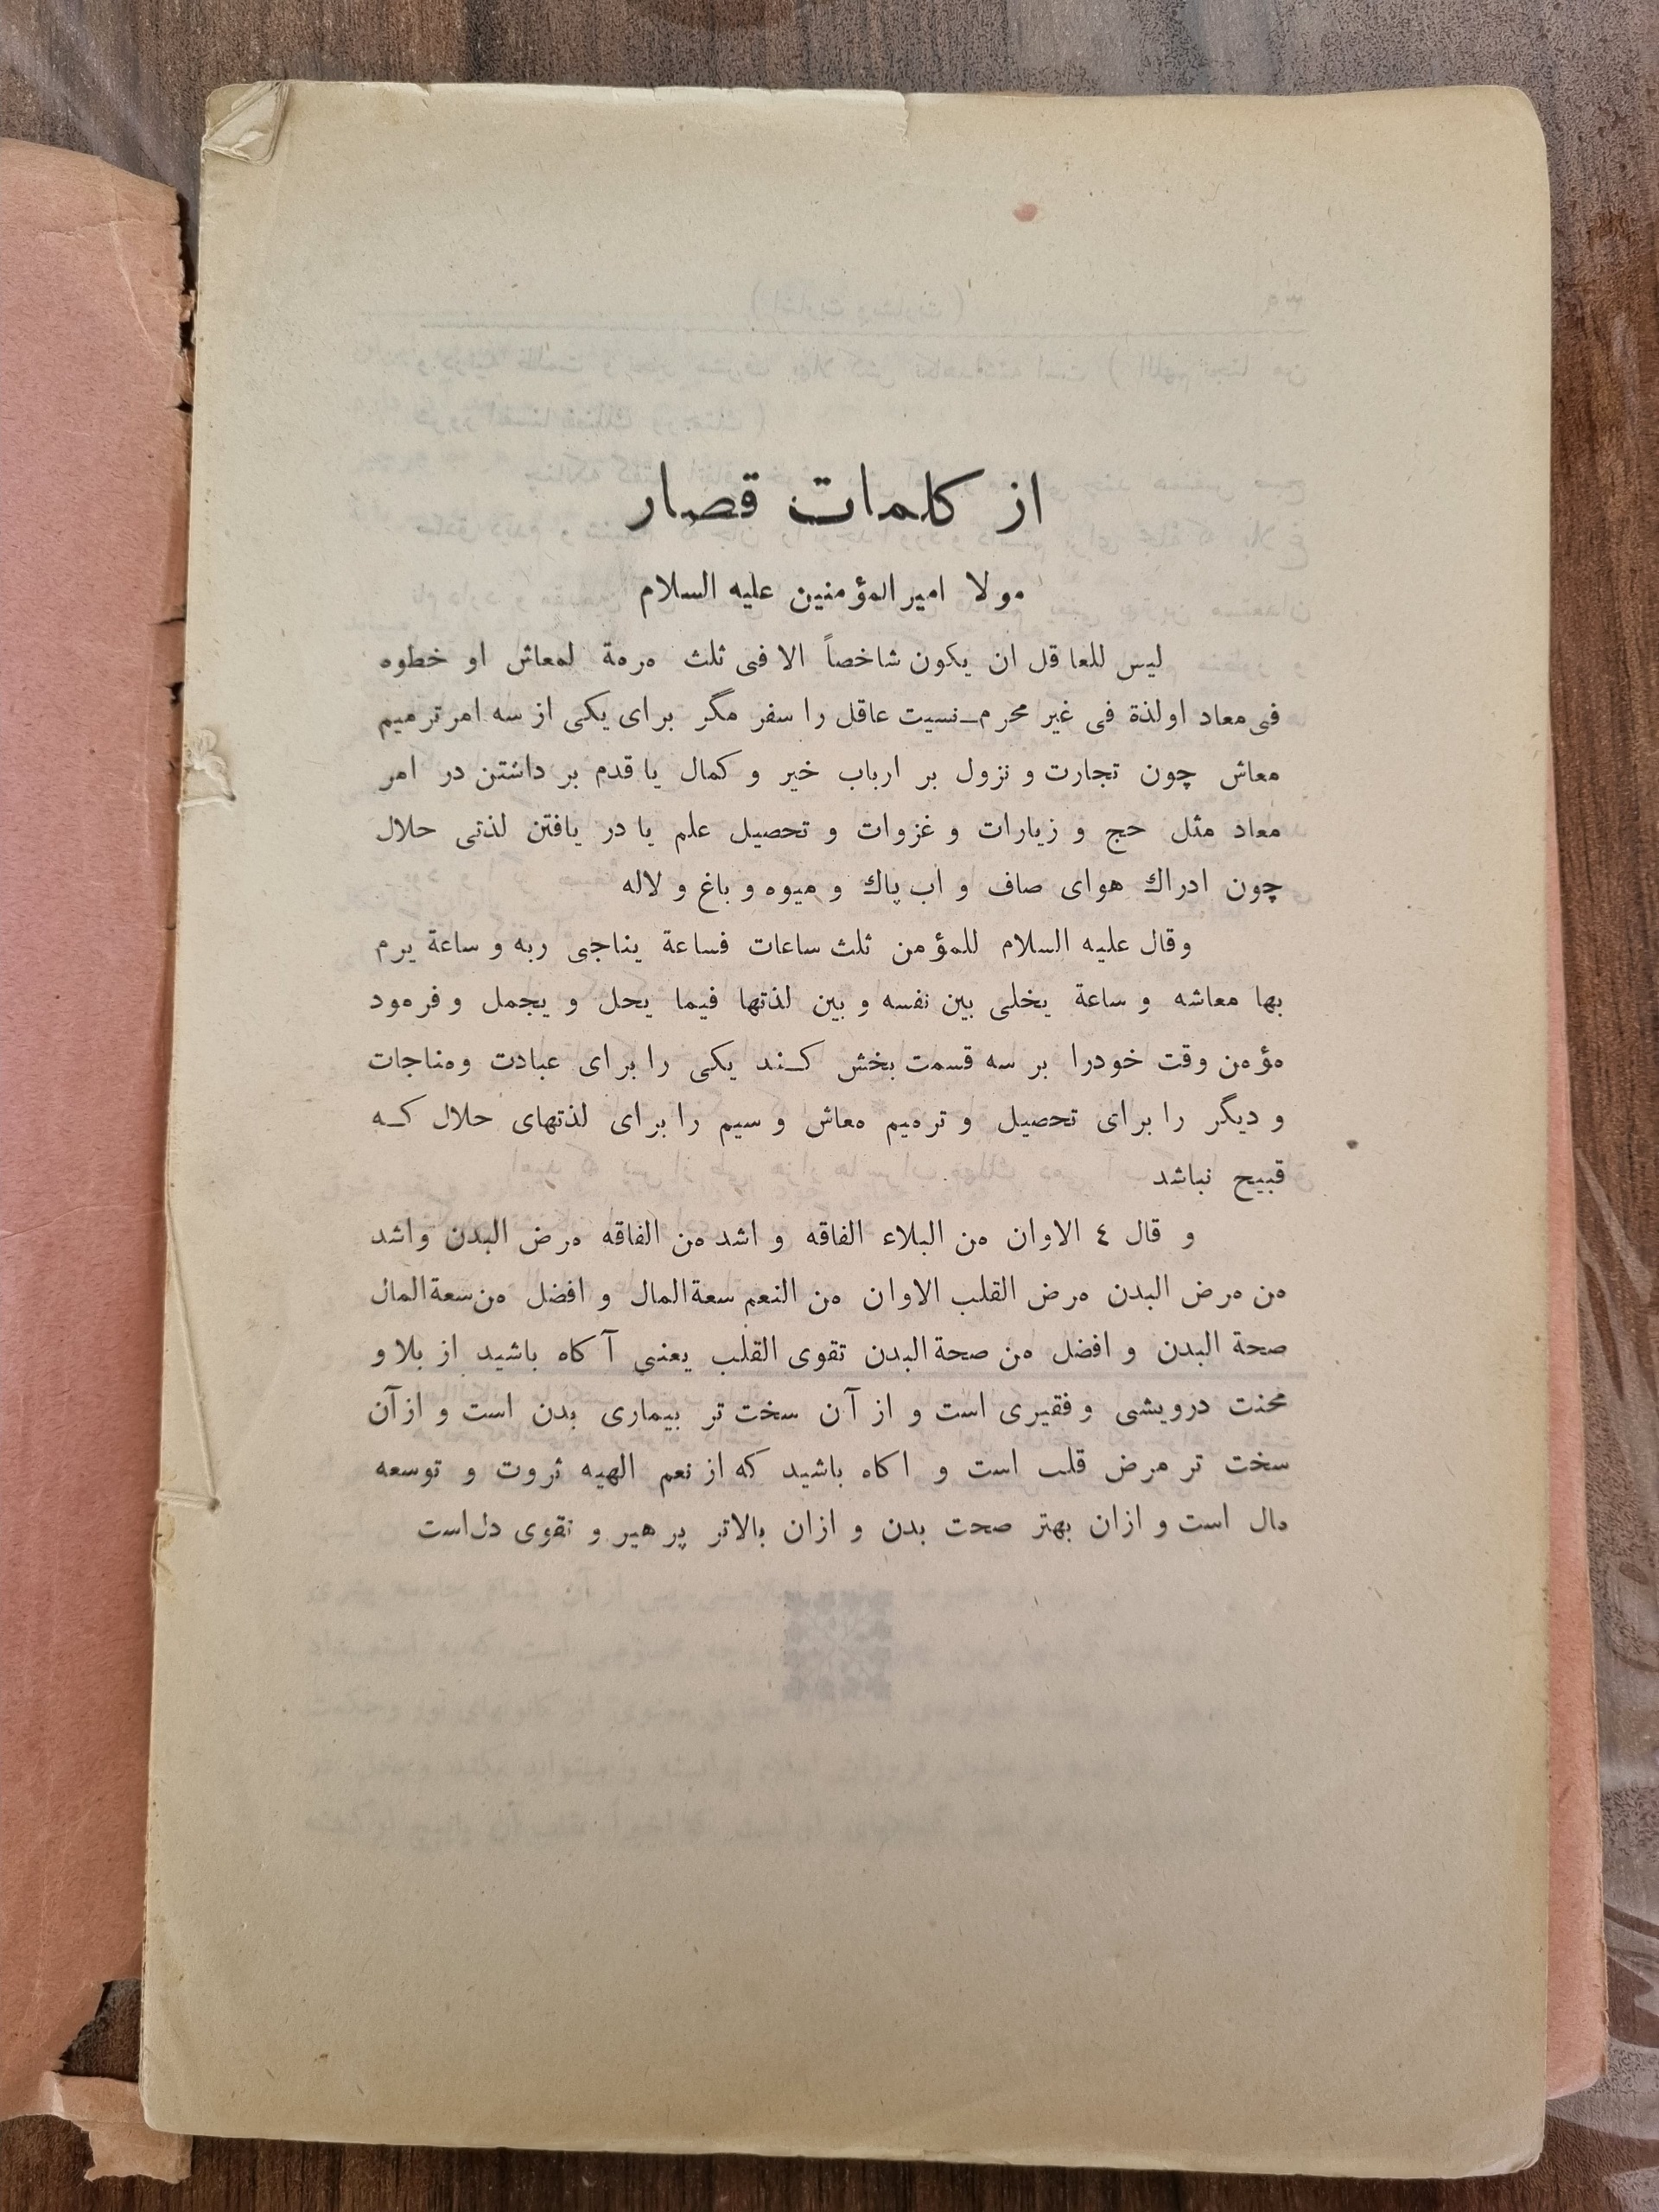 از کلمات قصار
مولا امیرالمؤمنین علیه السلام
لیس للعاقل ان یکون شاخصاً الا فی ثلث مرمة لمعاش او خطوه
فی معاد اولذة فی غیر محرم ـ نسیت عاقل را سفر مگر برای یکی از سه امر ترمیم
معاش چون تجارت و نزول بر ارباب خیر و کمال یا قدم بر داشتن در امر
معاد مثل حج و زیارات و غزوات و تحصیل علم یا در یافتن لذتی حلال
چون ادراك هوای صاف و اب پاك و میوه و باغ و لاله
وقال علیه السلام للمؤمن ثلث ساعات فساعة یناجی ربه و ساعة یرم
بها معاشه و ساعة یخلی بین نفسه و بین لذتها فیما یحل و یجمل و فرمود
مؤمن وقت خودرا بر سه قسمت بخش کـند یکی را برای عبادت ومناجات
و دیگر را برای تحصیل و ترمیم معاش و سیم را برای لذتهای حلال کـه
قبیح نباشد
و قال ٤ الاوان من البلاء الفاقه و اشد من الفاقه مرض البدن واشد
من مرض البدن مرض القلب الاوان من النعم سعة المال و افضل من سعة المال
صحة البدن و افضل من صحة البدن تقوی القلب یعنی آکاه باشید از بلا و
محنت درویشی و فقیری است و از آن سخت تر بیماری بدن است و از آن
سخت تر مرض قلب است و اکاه باشید که از نعم الهیه ثروت و توسعه
مال است و ازان بهتر صحت بدن و ازان بالاتر پرهیر و تقوی دل است